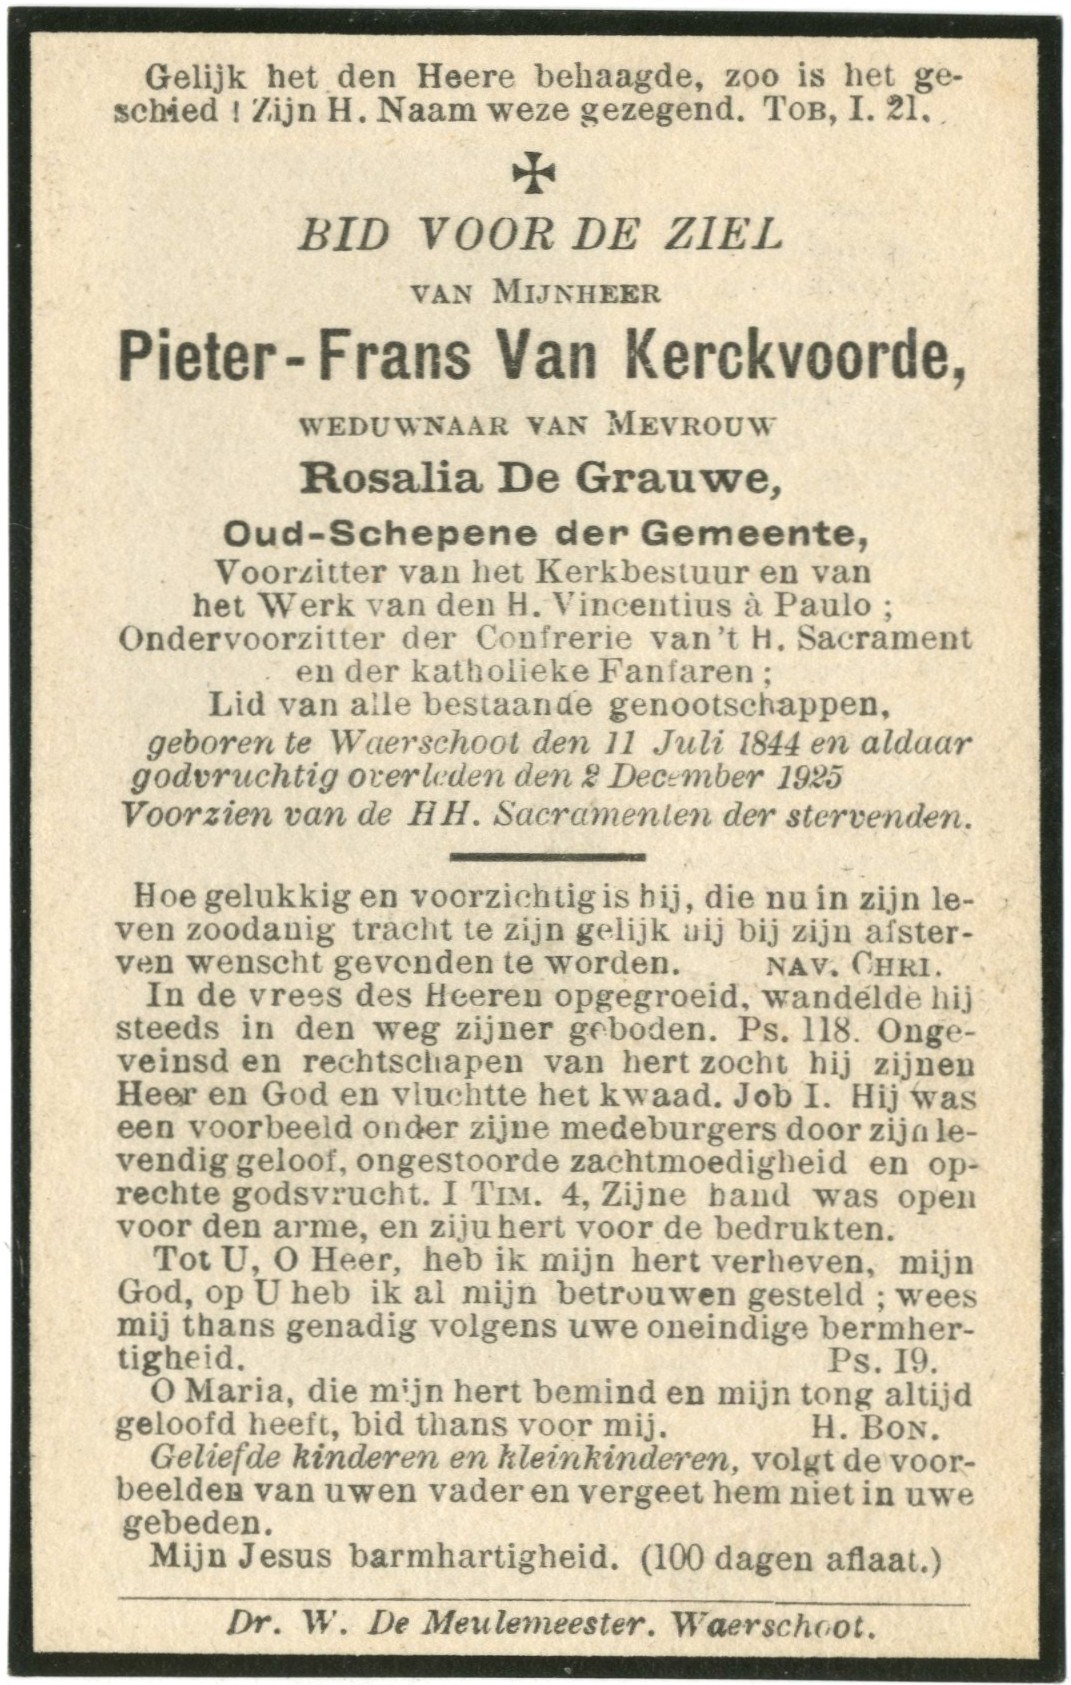 Gelijk het den Heere behaagde, zoo is het ge-
schied ! Zijn H. Naam weze gezegend. Tob, I. 21.
BID VOOR DE ZIEL
van Mijnheer
Pieter-Frans Van Kerckvoorde,
weduwnaar van Mevrouw
Rosalia De Grauwe,
Oud-Schepene der Gemeente,
Voorzitter van het Kerkbestuur en van
het Werk van den H. Vincentius à Paulo ;
Ondervoorzitter der Confrerie van 't H. Sacrament
en der katholieke Fanfaren ;
Lid van alle bestaande genootschappen,
geboren te Waerschoot den 11 Juli 1844 en aldaar
godvruchtig overleden den 2 December 1925
Voorzien van de HH. Sacramenten der stervenden.
Hoe gelukkig en voorzichtig is hij, die nu in zijn le-
ven zoodanig tracht te zijn gelijk hij bij zijn afster-
ven wenscht gevonden te worden. nav. Chri.
In de vrees des Heeren opgegroeid, wandelde hij
steeds in den weg zijner geboden. Ps. 118. Onge-
veinsd en rechtschapen van hert zocht hij zijnen
Heer en God en vluchtte het kwaad. Job I. Hij was
een voorbeeld onder zijne medeburgers door zijn le-
vendig geloof, ongestoorde zachtmoedigheid en op-
rechte godsvrucht. I Tim. 4, Zijne hand was open
voor den arme, en zijn hert voor de bedrukten.
Tot U, O Heer, heb ik mijn hert verheven, mijn
God, op U heb ik al mijn betrouwen gesteld ; wees
mij thans genadig volgens uwe oneindige bermher-
tigheid. Ps. 19.
O Maria, die mijn hert bemind en mijn tong altijd
geloofd heeft, bid thans voor mij. H. Bon.
Geliefde kinderen en kleinkinderen, volgt de voor-
beelden van uwen vader en vergeet hem niet in uwe
gebeden.
Mijn Jesus barmhartigheid. (100 dagen aflaat.)
Dr. W. De Meulemeester. Waerschoot.